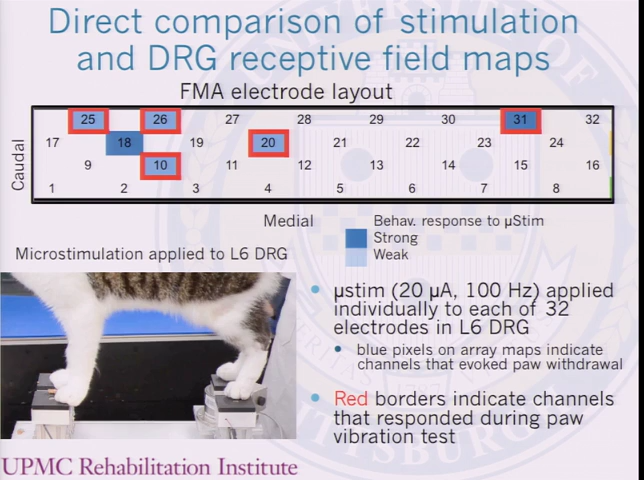 Direct comparison of stimulation
and DRG receptive field maps
FMA electrode layout
25 26 27 28 29 30 31 32
17 18 19 20 21 22 23 24
9 10 11 12 13 14 15 16
1 2 3 4 5 6 7 8
Caudal
Medial
Behav. response to µStim
Strong
Weak
Microstimulation applied to L6 DRG
• µstim (20 µA, 100 Hz) applied
individually to each of 32
electrodes in L6 DRG
• blue pixels on array maps indicate
channels that evoked paw withdrawal
• Red borders indicate channels
that responded during paw
vibration test
UPMC Rehabilitation Institute